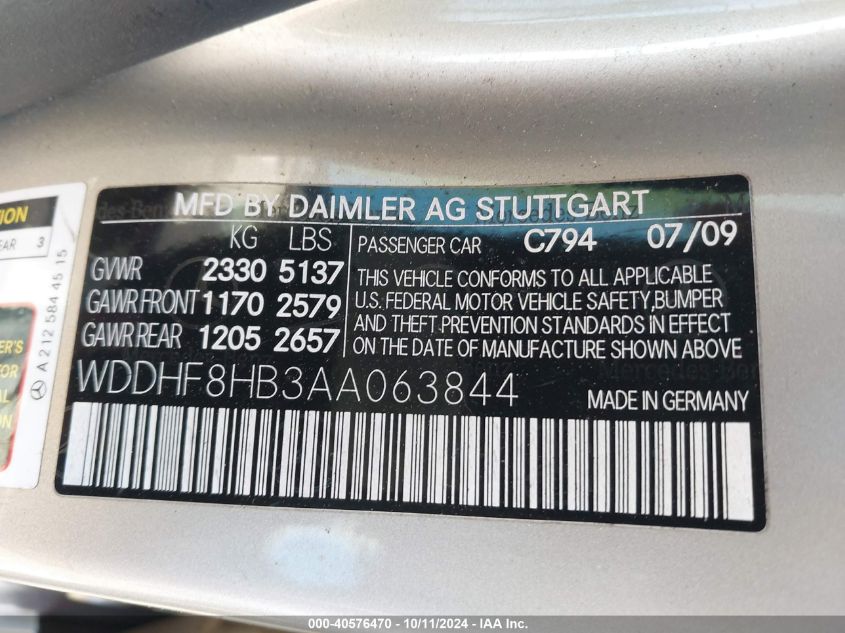 MFD BY DAIMLER AG STUTTGART
KG LBS
GVWR 2330 5137
GAWR FRONT 1170 2579
GAWR REAR 1205 2657
PASSENGER CAR C794 07/09
THIS VEHICLE CONFORMS TO ALL APPLICABLE
U.S. FEDERAL MOTOR VEHICLE SAFETY,BUMPER
AND THEFT PREVENTION STANDARDS IN EFFECT
ON THE DATE OF MANUFACTURE SHOWN ABOVE
WDDHF8HB3AA063844
MADE IN GERMANY
A 212 584 45 15
3
000-40576470 - 10/11/2024 - IAA Inc.